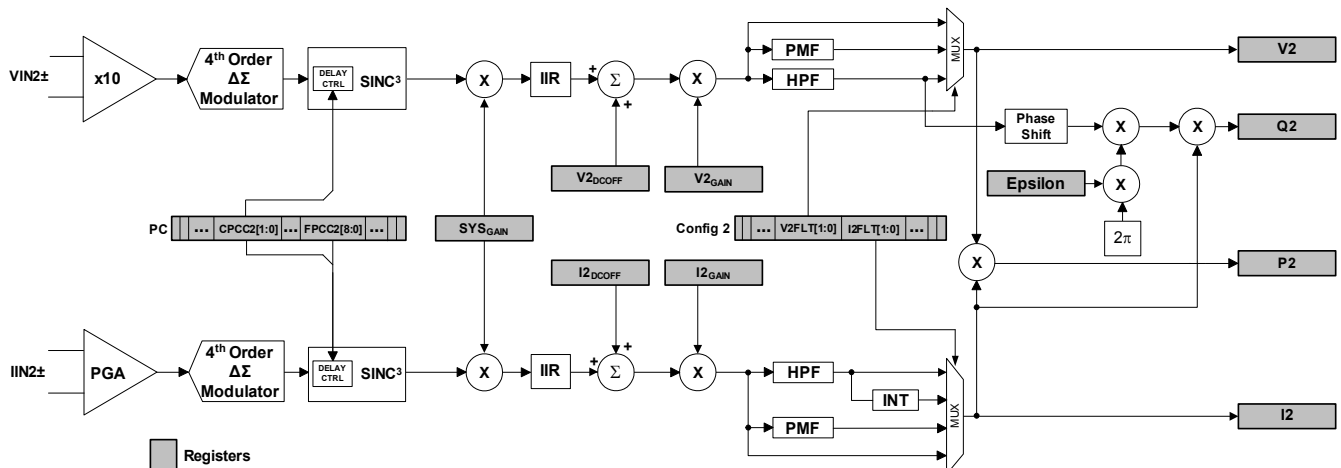 VIN2±
x10
4th Order
ΔΣ
Modulator
DELAY
CTRL
SINC³
X
IIR
+
Σ
+
X
PMF
HPF
MUX
V2
Phase
Shift
X
X
Q2
V2DCOFF
V2GAIN
Epsilon
X
2π
PC
... CPCC2[1:0] ... FPCC2[8:0] ...
SYSGAIN
Config 2
... V2FLT[1:0] I2FLT[1:0] ...
X
P2
I2DCOFF
I2GAIN
IIN2±
PGA
4th Order
ΔΣ
Modulator
DELAY
CTRL
SINC³
X
IIR
+
Σ
+
X
HPF
INT
PMF
MUX
I2
Registers